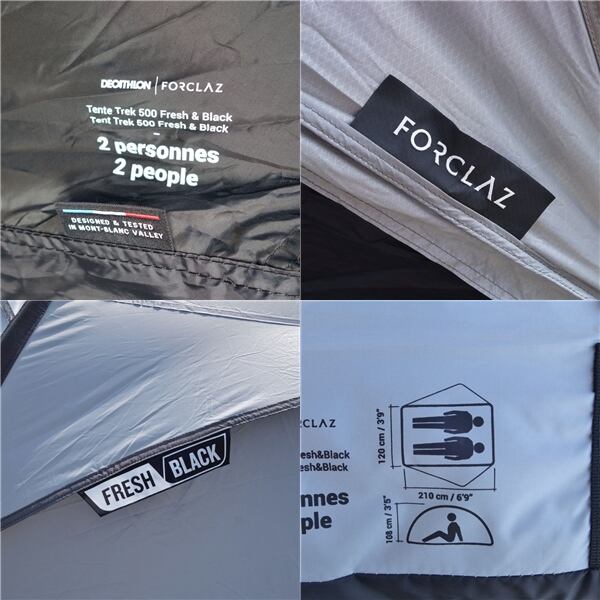 DECATHLON | FORCLAZ
Tente Trek 500 Fresh & Black
Tent Trek 500 Fresh & Black
-
2 personnes
2 people
DESIGNED & TESTED
IN MONT-BLANC VALLEY
FORCLAZ
FRESH BLACK
RCLAZ
esh&Black
esh&Black
nnes
ple
120 cm / 3'9"
210 cm / 6'9"
108 cm / 3'5"